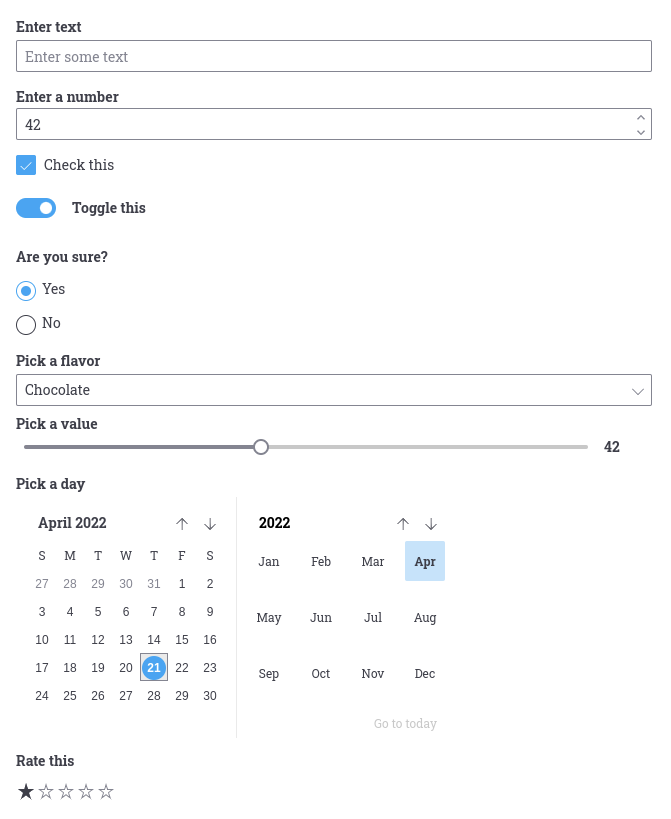 Enter text
Enter some text
Enter a number
42
Check this
Toggle this
Are you sure?
Yes
No
Pick a flavor
Chocolate
Pick a value
42
Pick a day
April 2022
S M T W T F S
27 28 29 30 31 1 2
3 4 5 6 7 8 9
10 11 12 13 14 15 16
17 18 19 20 21 22 23
24 25 26 27 28 29 30
2022
Jan Feb Mar Apr
May Jun Jul Aug
Sep Oct Nov Dec
Go to today
Rate this